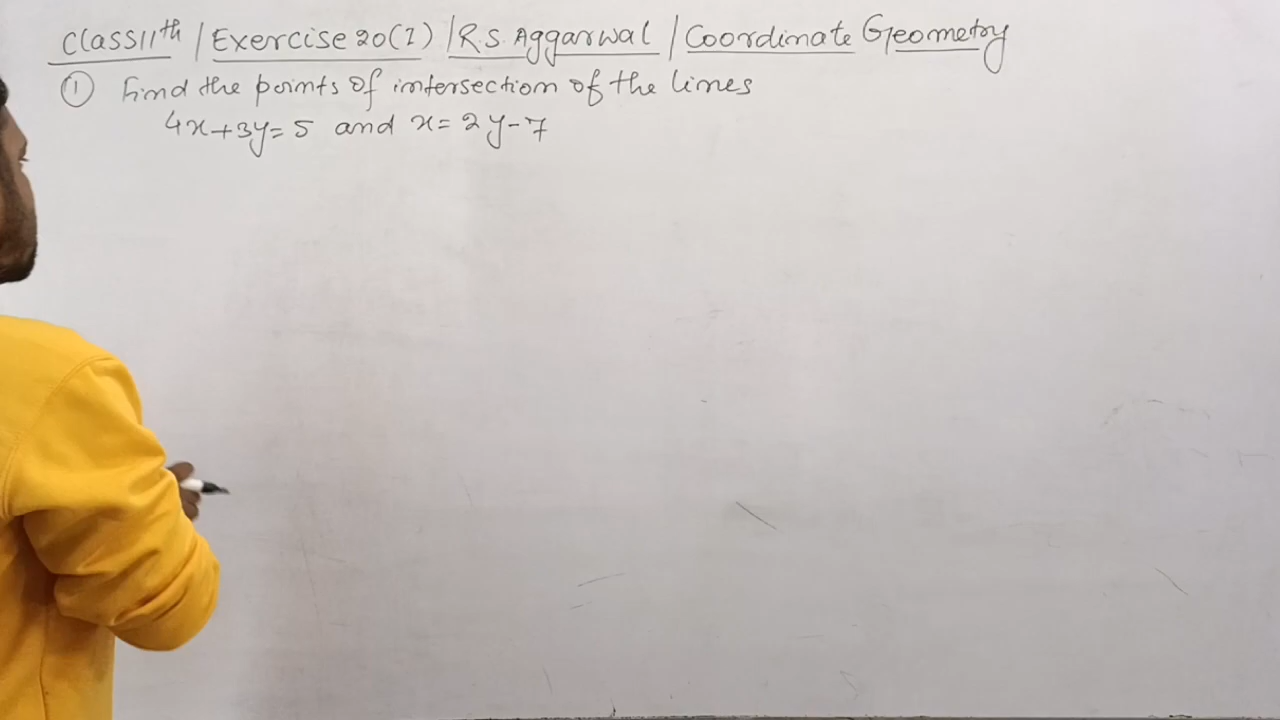 Class 11th / Exercise 20(I) / R.S. Aggarwal / Coordinate Geometry
① Find the points of intersection of the lines
4x+3y=5 and x=2y-7